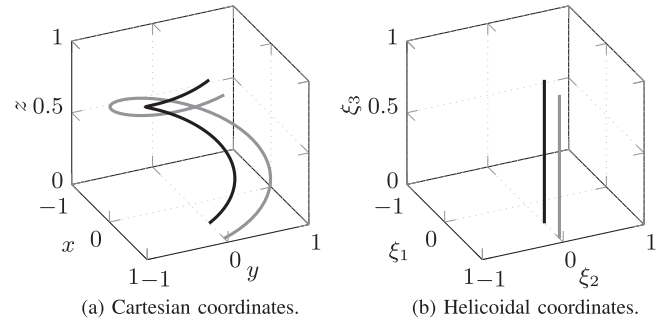 1
z 0.5
0
−1
x 0
1 −1
0 y
1
(a) Cartesian coordinates.
1
ξ3 0.5
0
−1
ξ1 0
1 −1
0 ξ2
1
(b) Helicoidal coordinates.